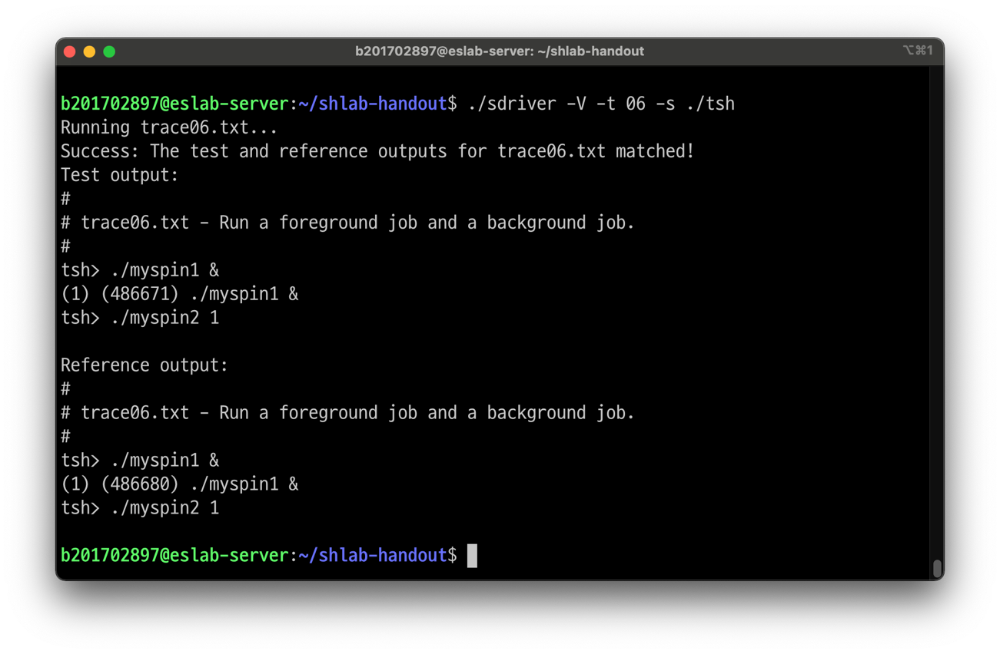 b201702897@eslab-server: ~/shlab-handout
⌥⌘1
b201702897@eslab-server:~/shlab-handout$ ./sdriver -V -t 06 -s ./tsh
Running trace06.txt...
Success: The test and reference outputs for trace06.txt matched!
Test output:
#
# trace06.txt - Run a foreground job and a background job.
#
tsh> ./myspin1 &
(1) (486671) ./myspin1 &
tsh> ./myspin2 1
Reference output:
#
# trace06.txt - Run a foreground job and a background job.
#
tsh> ./myspin1 &
(1) (486680) ./myspin1 &
tsh> ./myspin2 1
b201702897@eslab-server:~/shlab-handout$